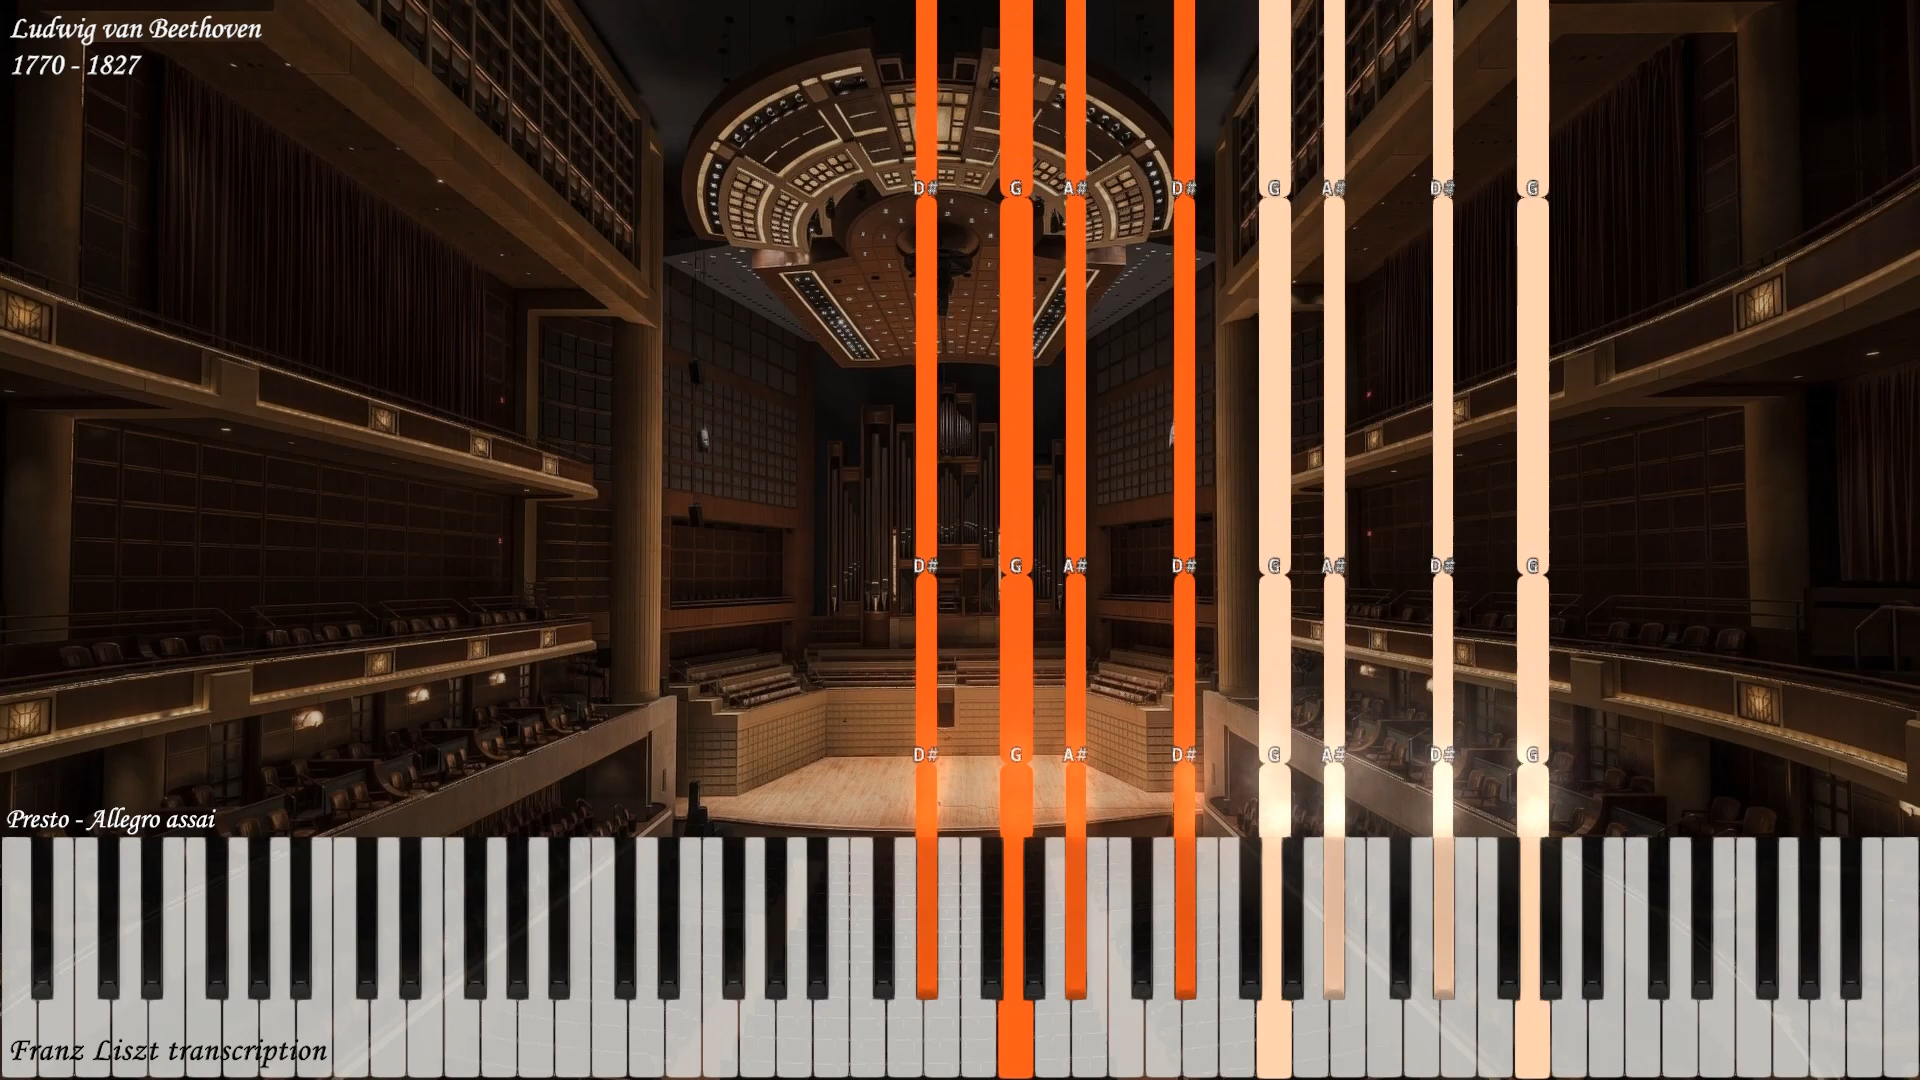 Ludwig van Beethoven
1770 - 1827
D# G A# D# G A# D# G
D# G A# D# G A# D# G
D# G A# D# G A# D# G
Presto - Allegro assai
Franz Liszt transcription